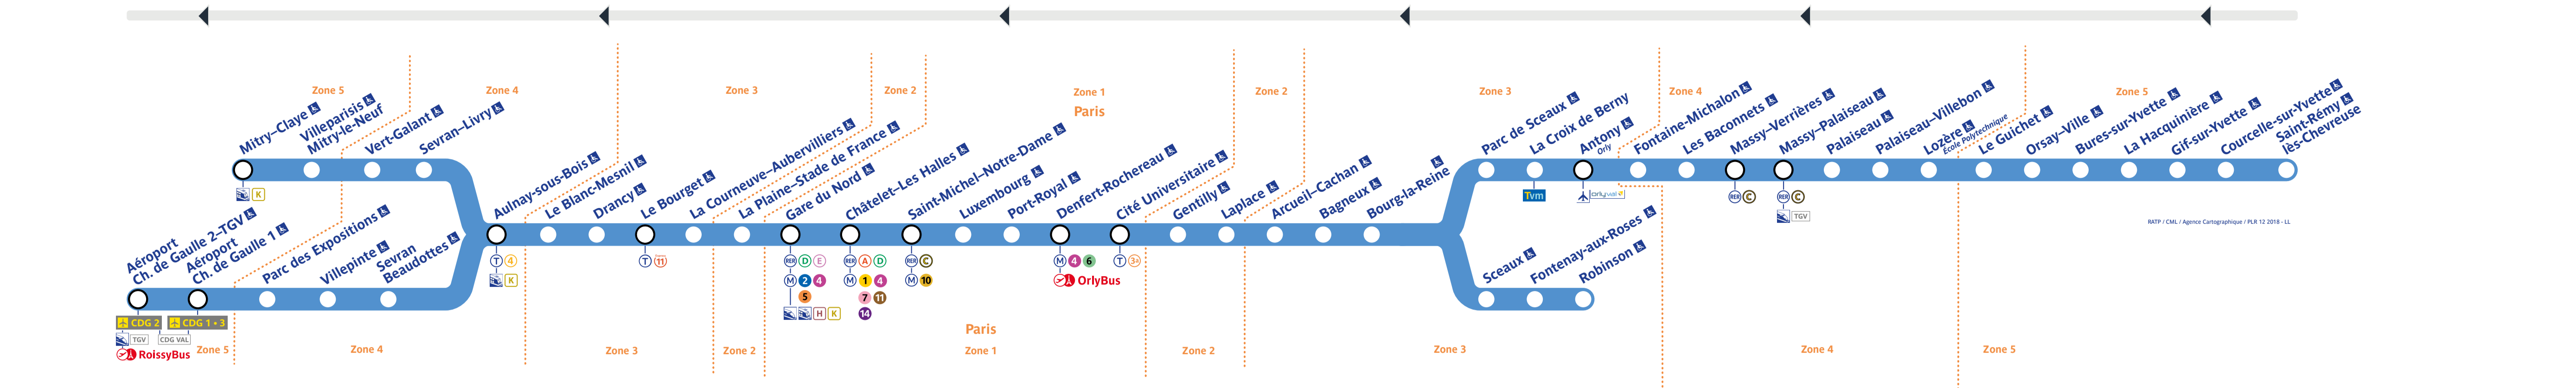 Zone 5
Zone 4
Zone 3
Zone 2
Zone 1
Paris
Zone 2
Zone 3
Zone 4
Zone 5
Mitry–Claye
Villeparisis
Mitry-le-Neuf
Vert-Galant
Sevran–Livry
K
Aéroport
Ch. de Gaulle 2–TGV
Aéroport
Ch. de Gaulle 1
Parc des Expositions
Villepinte
Sevran
Beaudottes
CDG 2
CDG 1 • 3
TGV
CDG VAL
RoissyBus
Aulnay-sous-Bois
T 4
K
Le Blanc-Mesnil
Drancy
Le Bourget
T 11
La Courneuve–Aubervilliers
La Plaine–Stade de France
Gare du Nord
RER D E
M 2 4
5
H K
Châtelet–Les Halles
RER A D
M 1 4
7 11
14
Saint-Michel–Notre-Dame
RER C
M 10
Luxembourg
Port-Royal
Denfert-Rochereau
M 4 6
OrlyBus
Cité Universitaire
T 3a
Gentilly
Laplace
Arcueil–Cachan
Bagneux
Bourg-la-Reine
Parc de Sceaux
La Croix de Berny
Tvm
Antony
Orly
orlyval
Fontaine-Michalon
Les Baconnets
Massy–Verrières
RER C
Massy–Palaiseau
RER C
TGV
Palaiseau
Palaiseau–Villebon
Lozère
École Polytechnique
Le Guichet
Orsay–Ville
Bures-sur-Yvette
La Hacquinière
Gif-sur-Yvette
Courcelle-sur-Yvette
Saint-Rémy
lès-Chevreuse
Sceaux
Fontenay-aux-Roses
Robinson
RATP / CML / Agence Cartographique / PLR 12 2018 - LL
Zone 5
Zone 4
Zone 3
Zone 2
Paris
Zone 1
Zone 2
Zone 3
Zone 4
Zone 5